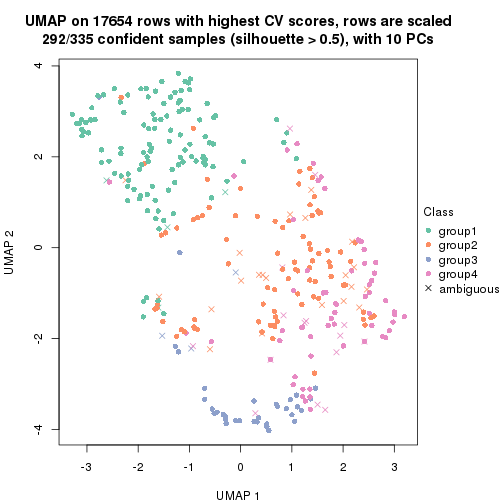 UMAP on 17654 rows with highest CV scores, rows are scaled
292/335 confident samples (silhouette > 0.5), with 10 PCs
4
2
0
-2
-4
UMAP 2
-3
-2
-1
0
1
2
3
UMAP 1
Class
group1
group2
group3
group4
ambiguous